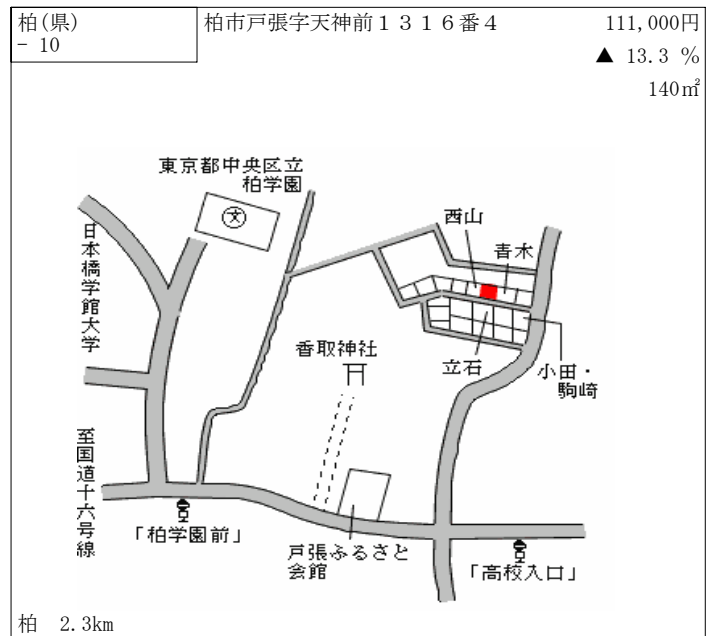 柏(県)
- 10
柏市戸張字天神前１３１６番４
111,000円
▲ 13.3 %
140㎡
東京都中央区立
柏学園
文
日本橋学館大学
西山
青木
香取神社
立石
小田・
駒崎
至国道十六号線
「柏学園前」
戸張ふるさと
会館
「高校入口」
柏 2.3km